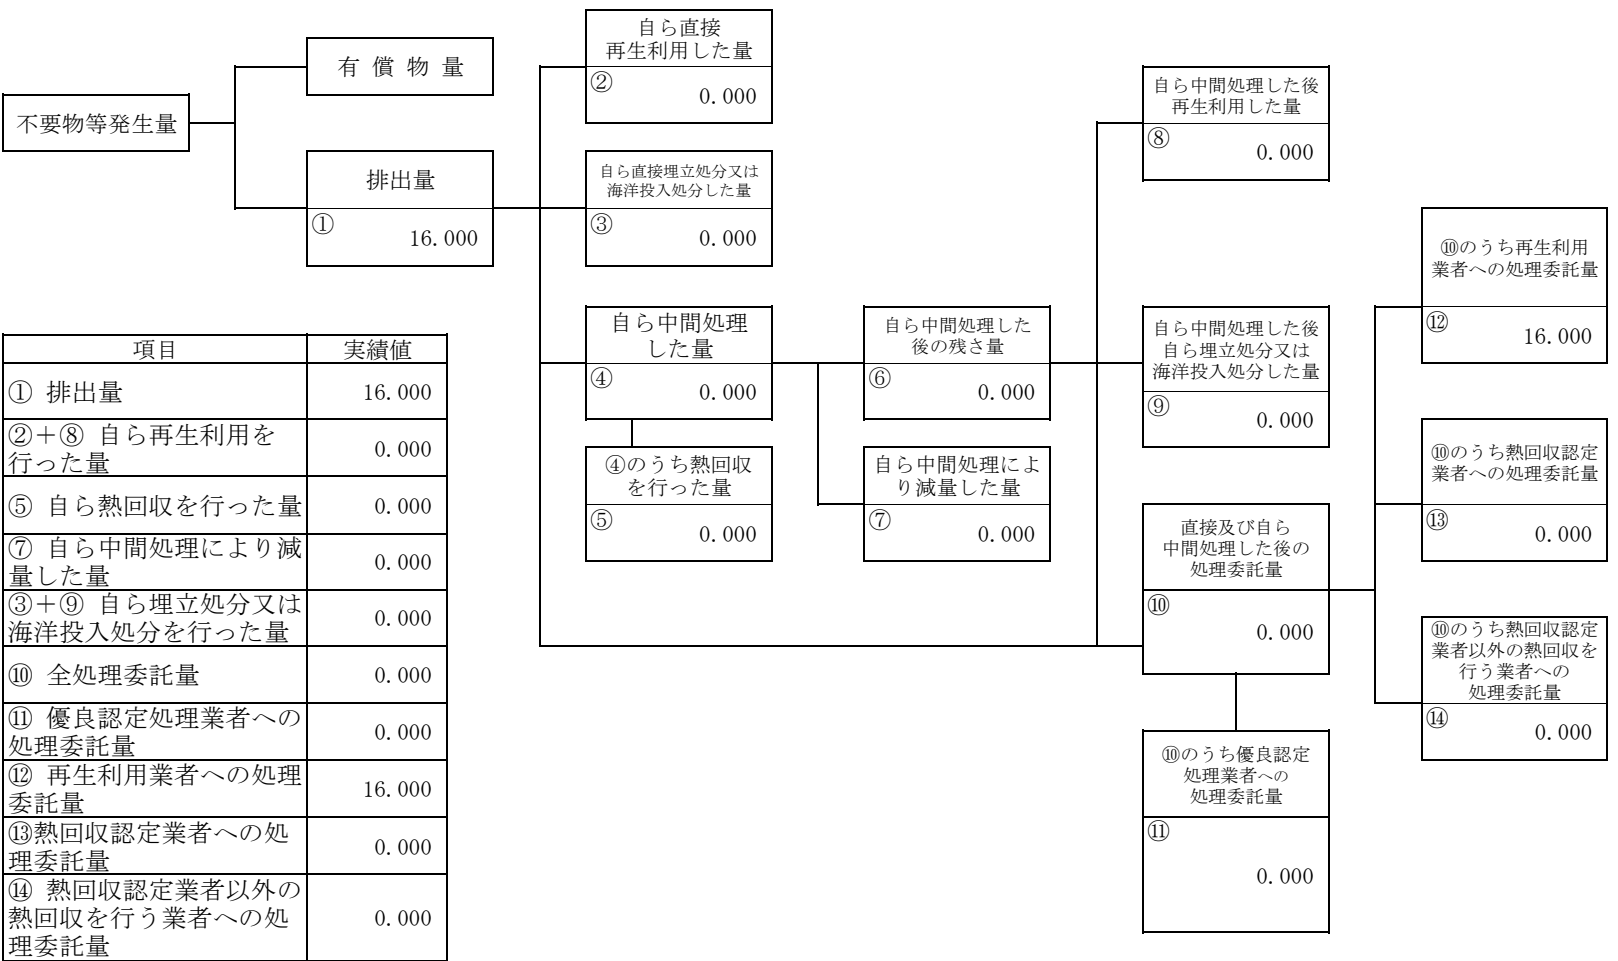 不要物等発生量
有 償 物 量
排出量
①
16.000
自ら直接
再生利用した量
②
0.000
自ら直接埋立処分又は
海洋投入処分した量
③
0.000
自ら中間処理
した量
④
0.000
④のうち熱回収
を行った量
⑤
0.000
自ら中間処理した
後の残さ量
⑥
0.000
自ら中間処理によ
り減量した量
⑦
0.000
自ら中間処理した後
再生利用した量
⑧
0.000
自ら中間処理した後
自ら埋立処分又は
海洋投入処分した量
⑨
0.000
直接及び自ら
中間処理した後の
処理委託量
⑩
0.000
⑩のうち優良認定
処理業者への
処理委託量
⑪
0.000
⑩のうち再生利用
業者への処理委託量
⑫
16.000
⑩のうち熱回収認定
業者への処理委託量
⑬
0.000
⑩のうち熱回収認定
業者以外の熱回収を
行う業者への
処理委託量
⑭
0.000
項目 実績値
① 排出量 16.000
②＋⑧ 自ら再生利用を
行った量 0.000
⑤ 自ら熱回収を行った量 0.000
⑦ 自ら中間処理により減
量した量 0.000
③＋⑨ 自ら埋立処分又は
海洋投入処分を行った量 0.000
⑩ 全処理委託量 0.000
⑪ 優良認定処理業者への
処理委託量 0.000
⑫ 再生利用業者への処理
委託量 16.000
⑬熱回収認定業者への処
理委託量 0.000
⑭ 熱回収認定業者以外の
熱回収を行う業者への処
理委託量 0.000